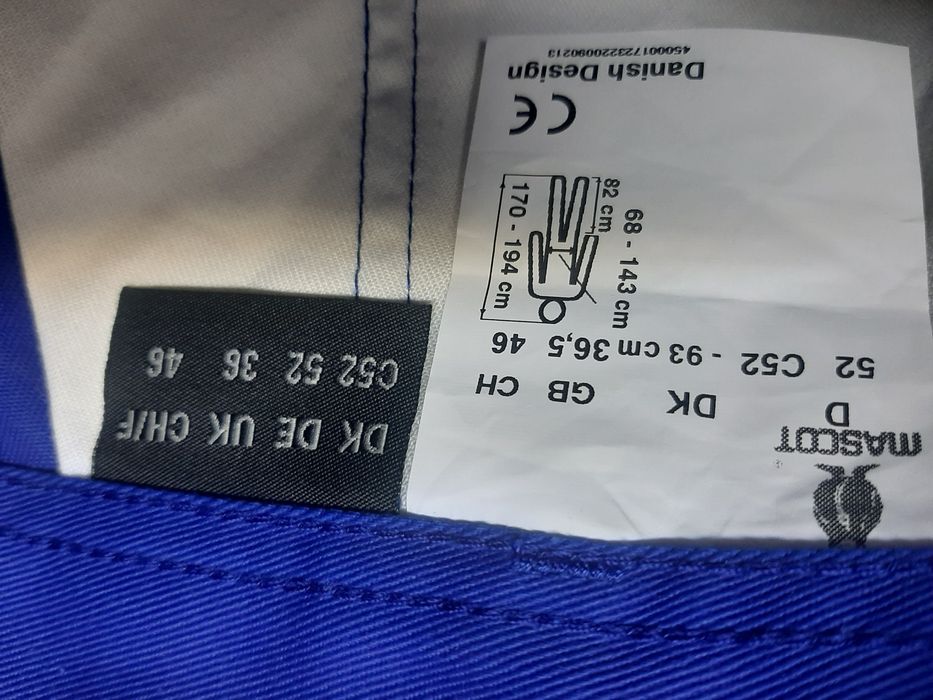 MASCOT
D DK GB CH
52 C52 - 93 cm 36,5 46
68 - 143 cm
82 cm
170 - 194 cm
CE
Danish Design
450001723220090213
DK DE UK CH/F
C52 52 36 46